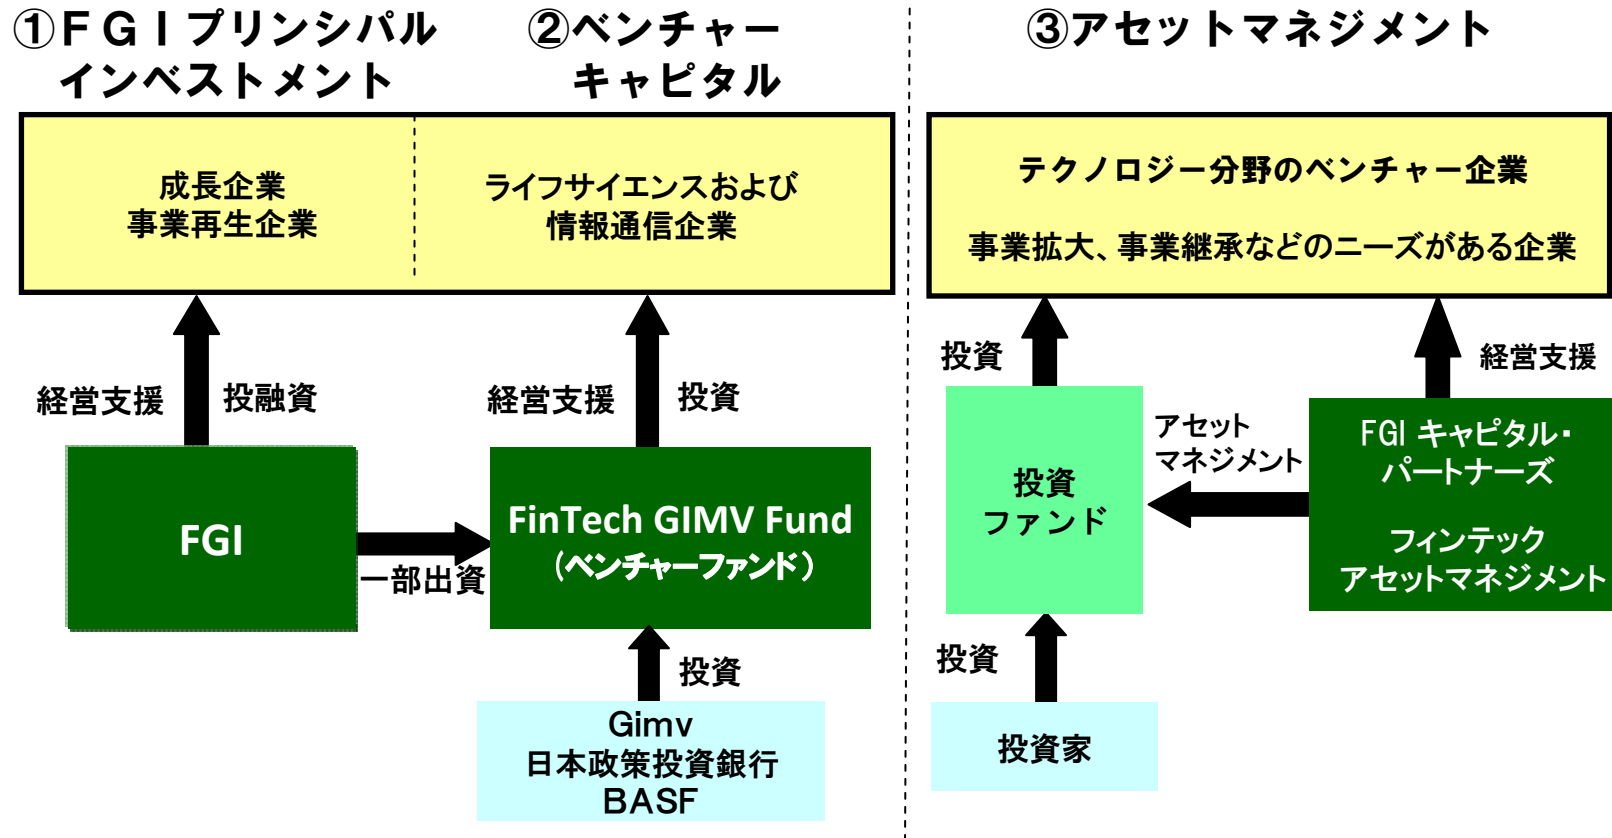 ①ＦＧＩプリンシパル
インベストメント
②ベンチャー
キャピタル
③アセットマネジメント
成長企業
事業再生企業
ライフサイエンスおよび
情報通信企業
テクノロジー分野のベンチャー企業
事業拡大、事業継承などのニーズがある企業
経営支援
投融資
経営支援
投資
投資
経営支援
FGI
一部出資
FinTech GIMV Fund
（ベンチャーファンド）
投資
Gimv
日本政策投資銀行
BASF
投資
ファンド
アセット
マネジメント
FGI キャピタル・
パートナーズ
フィンテック
アセットマネジメント
投資
投資家